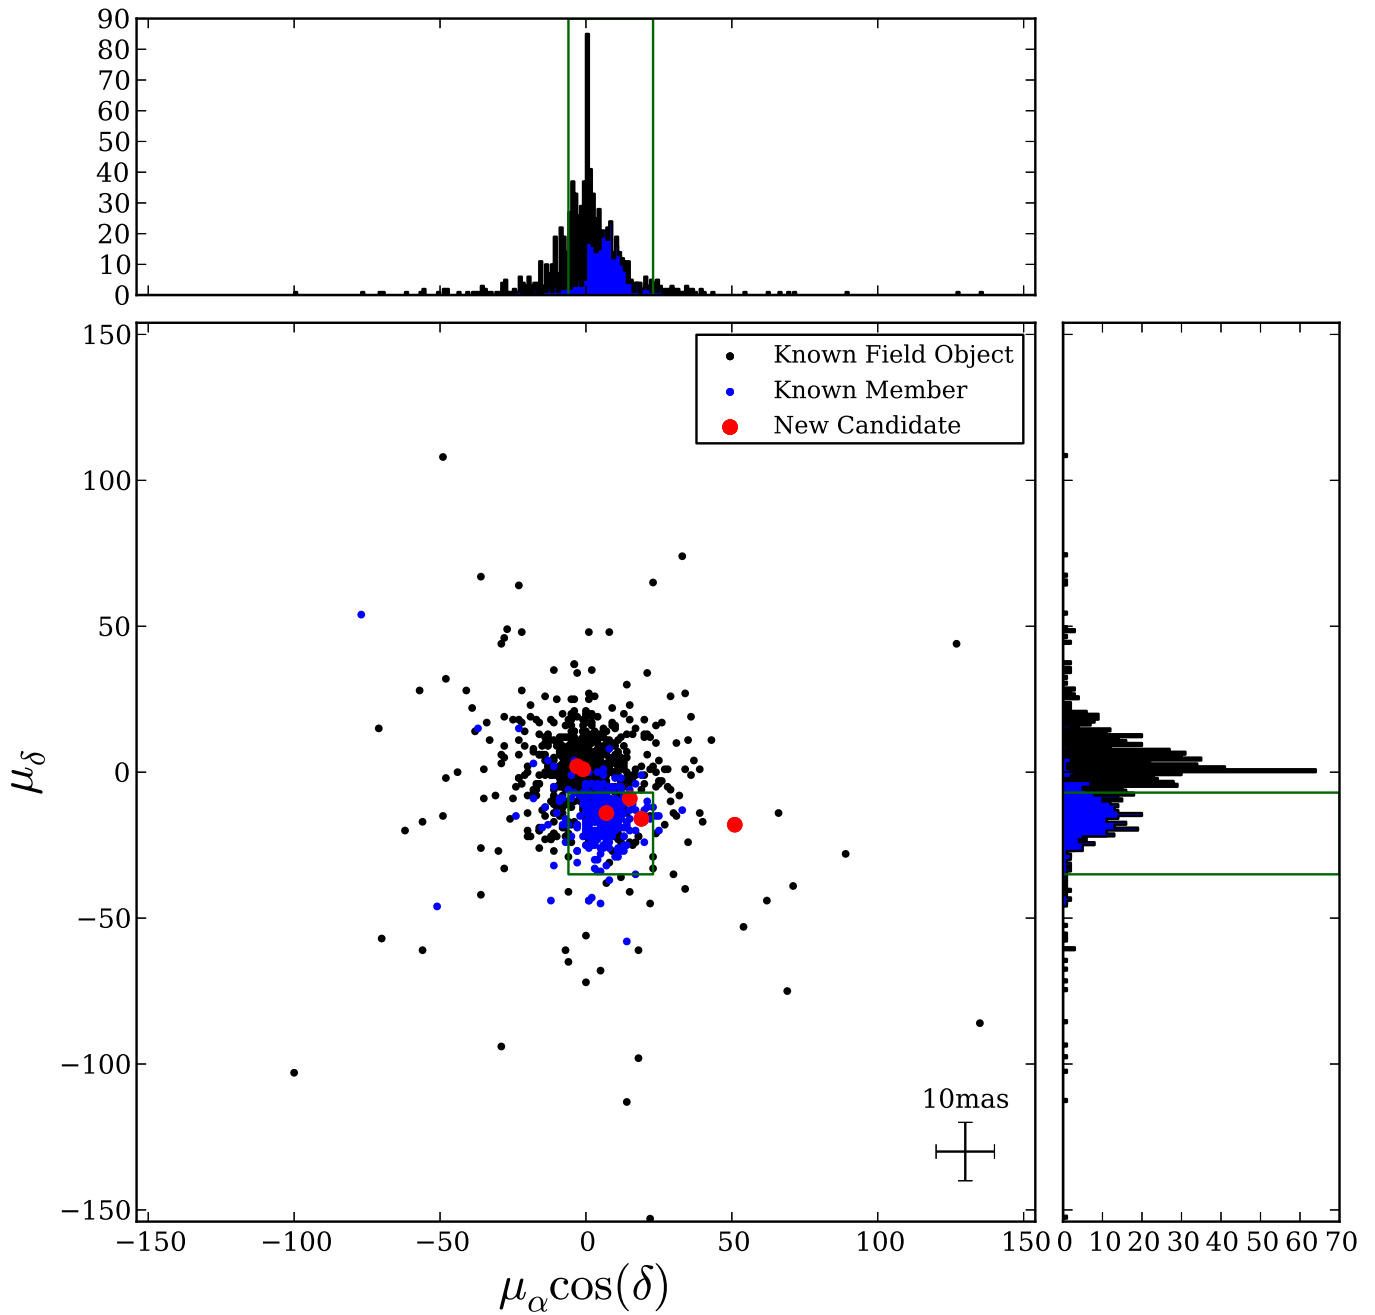 90
80
70
60
50
40
30
20
10
0
150
100
50
0
−50
−100
−150
μδ
Known Field Object
Known Member
New Candidate
10mas
−150 −100 −50 0 50 100 150
μαcos(δ)
0 10 20 30 40 50 60 70